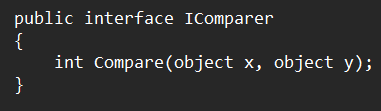 public interface IComparer
{
    int Compare(object x, object y);
}